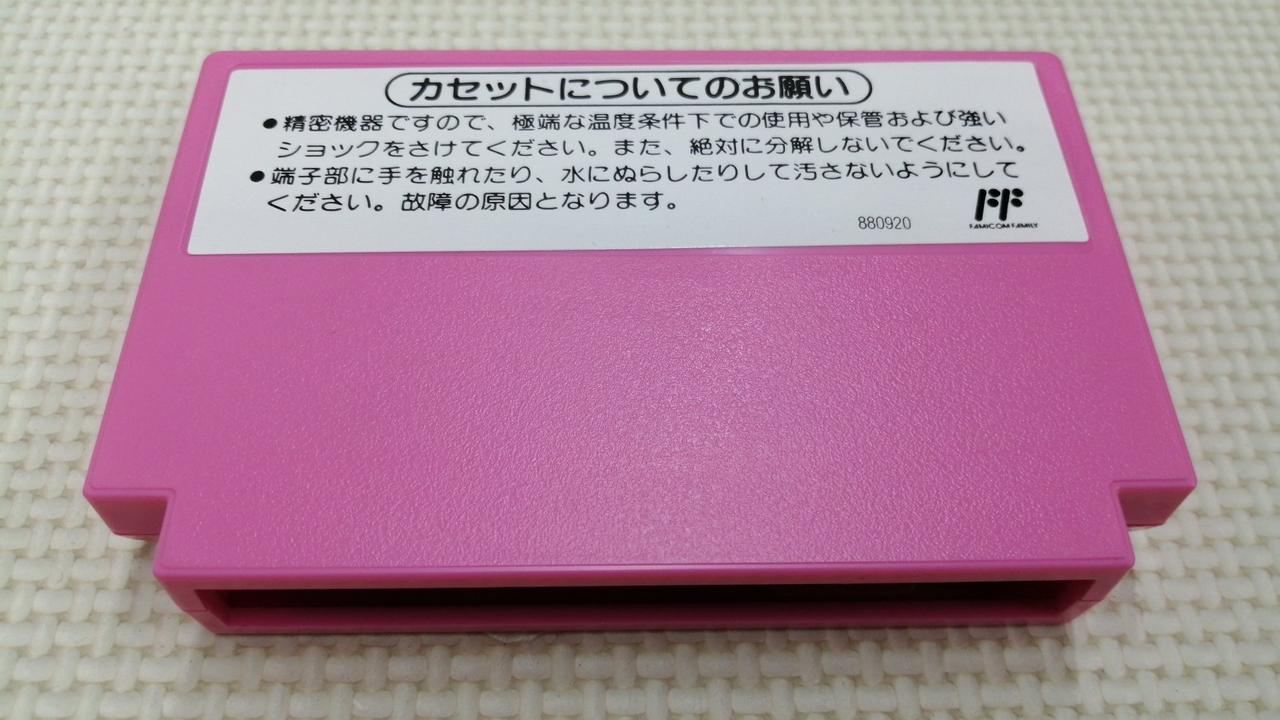 カセットについてのお願い
●精密機器ですので、極端な温度条件下での使用や保管および強い
ショックをさけてください。また、絶対に分解しないでください。
●端子部に手を触れたり、水にぬらしたりして汚さないようにして
ください。故障の原因となります。
880920
FF
FAMICOM FAMILY